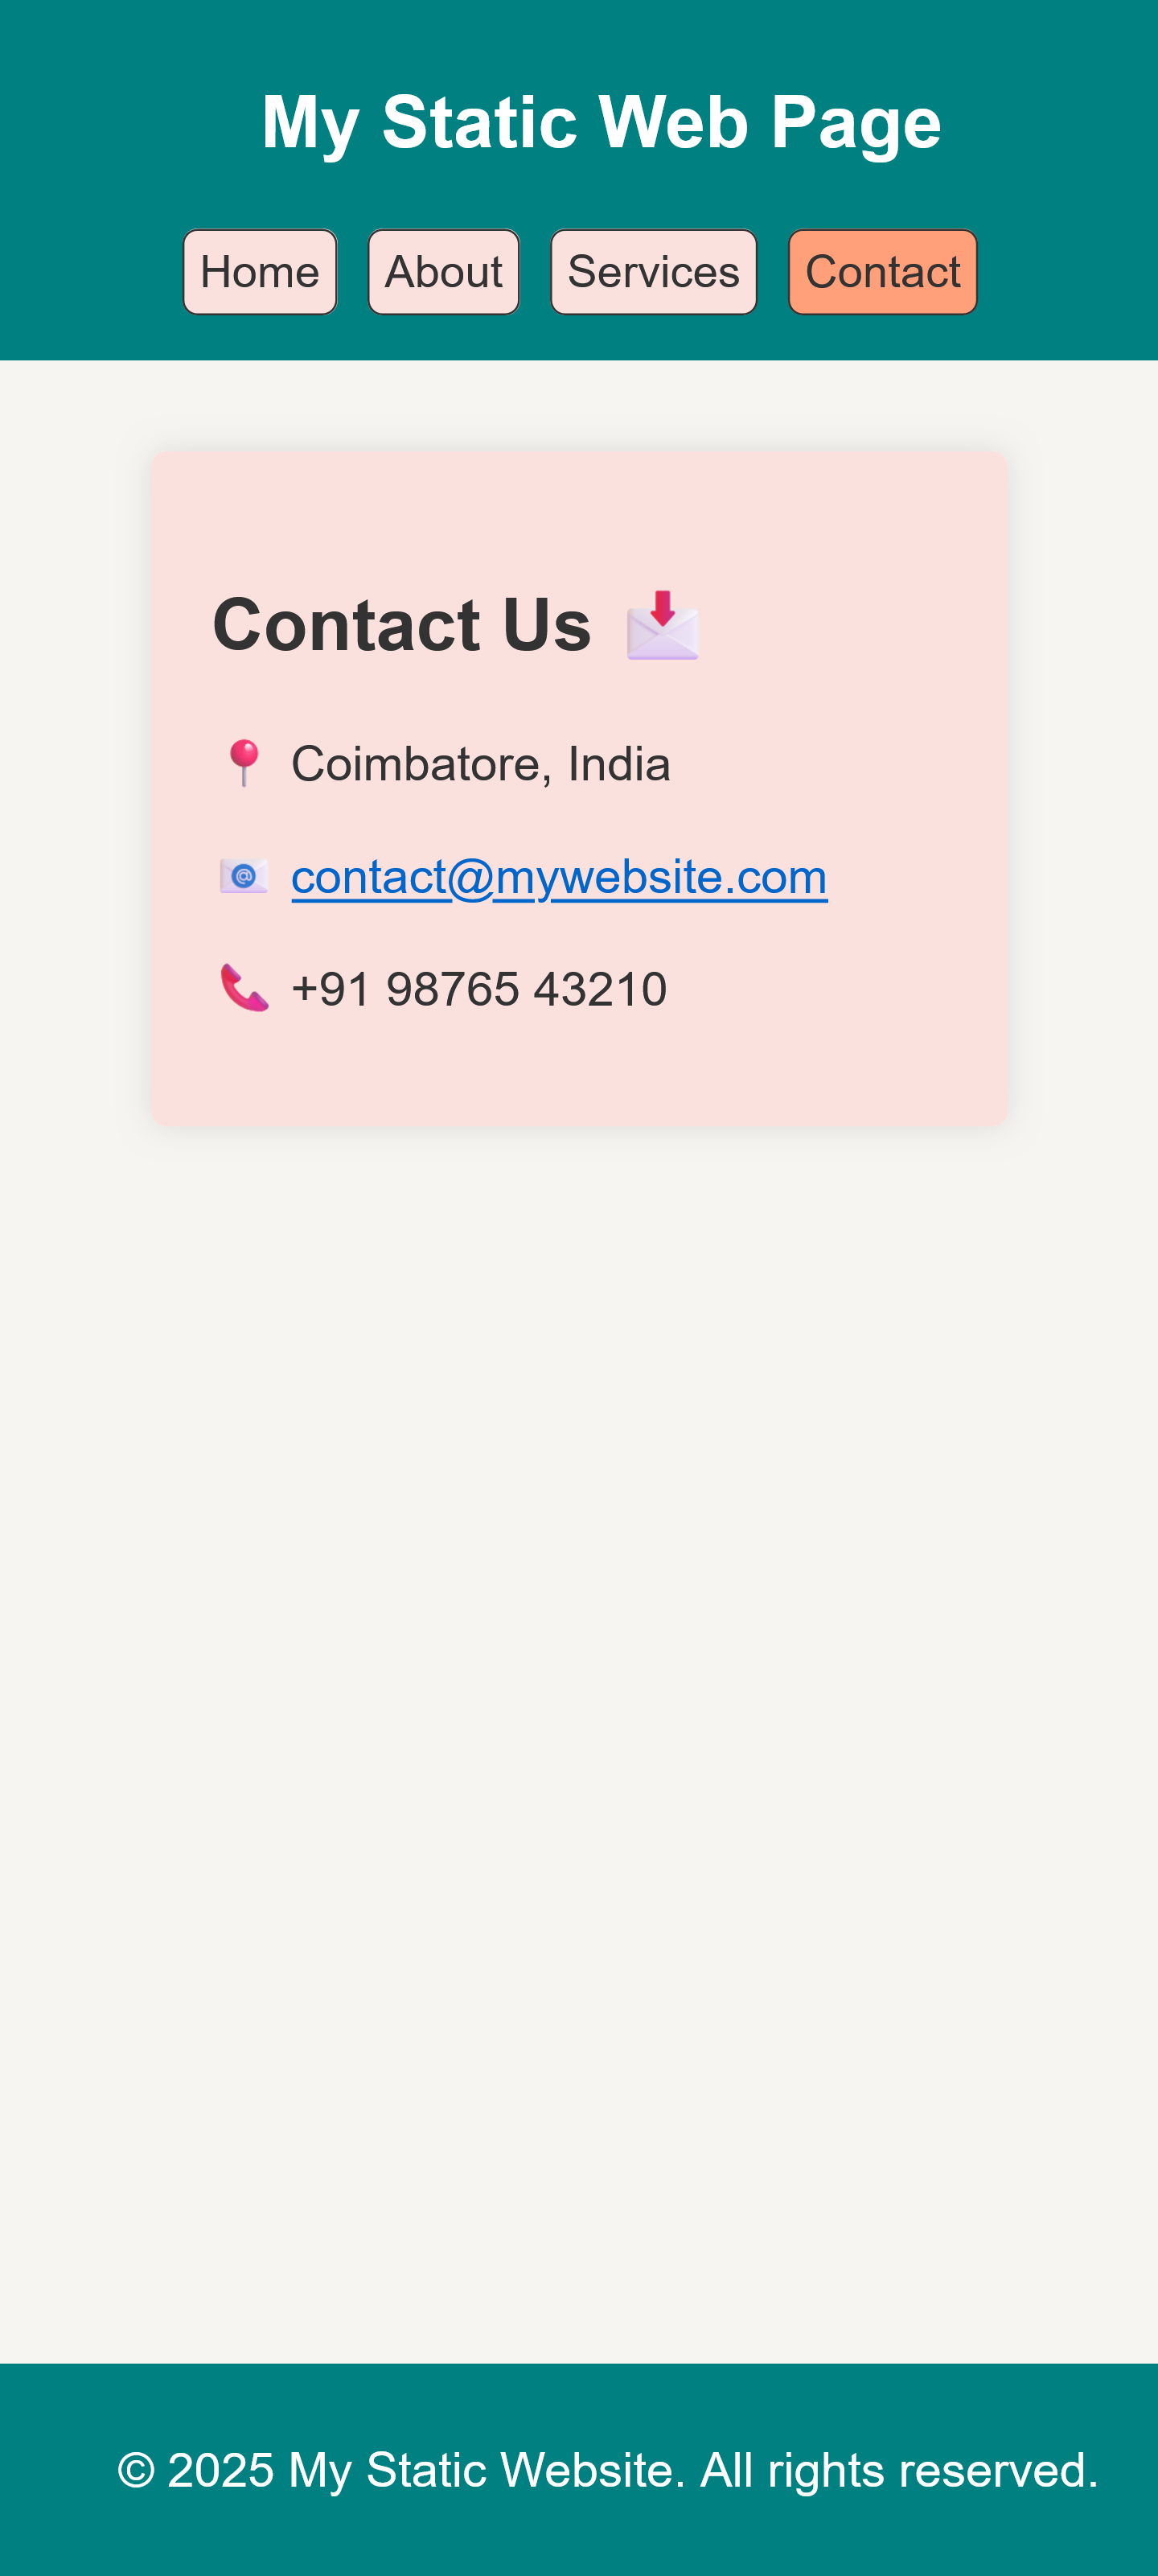 My Static Web Page
Home About Services Contact
Contact Us
Coimbatore, India
contact@mywebsite.com
+91 98765 43210
© 2025 My Static Website. All rights reserved.